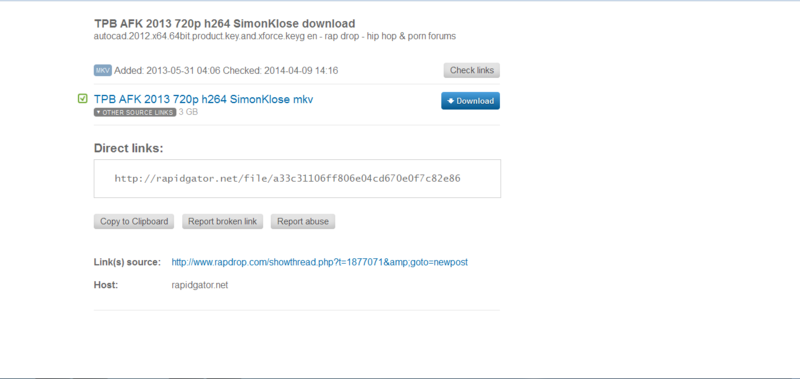 TPB AFK 2013 720p h264 SimonKlose download
autocad.2012.x64.64bit.product.key.and.xforce.keyg en - rap drop - hip hop & porn forums
MKV Added: 2013-05-31 04:06 Checked: 2014-04-09 14:16 Check links
TPB AFK 2013 720p h264 SimonKlose mkv Download
OTHER SOURCE LINKS 3 GB
Direct links:
http://rapidgator.net/file/a33c31106ff806e04cd670e0f7c82e86
Copy to Clipboard Report broken link Report abuse
Link(s) source: http://www.rapdrop.com/showthread.php?t=1877071&amp;goto=newpost
Host: rapidgator.net